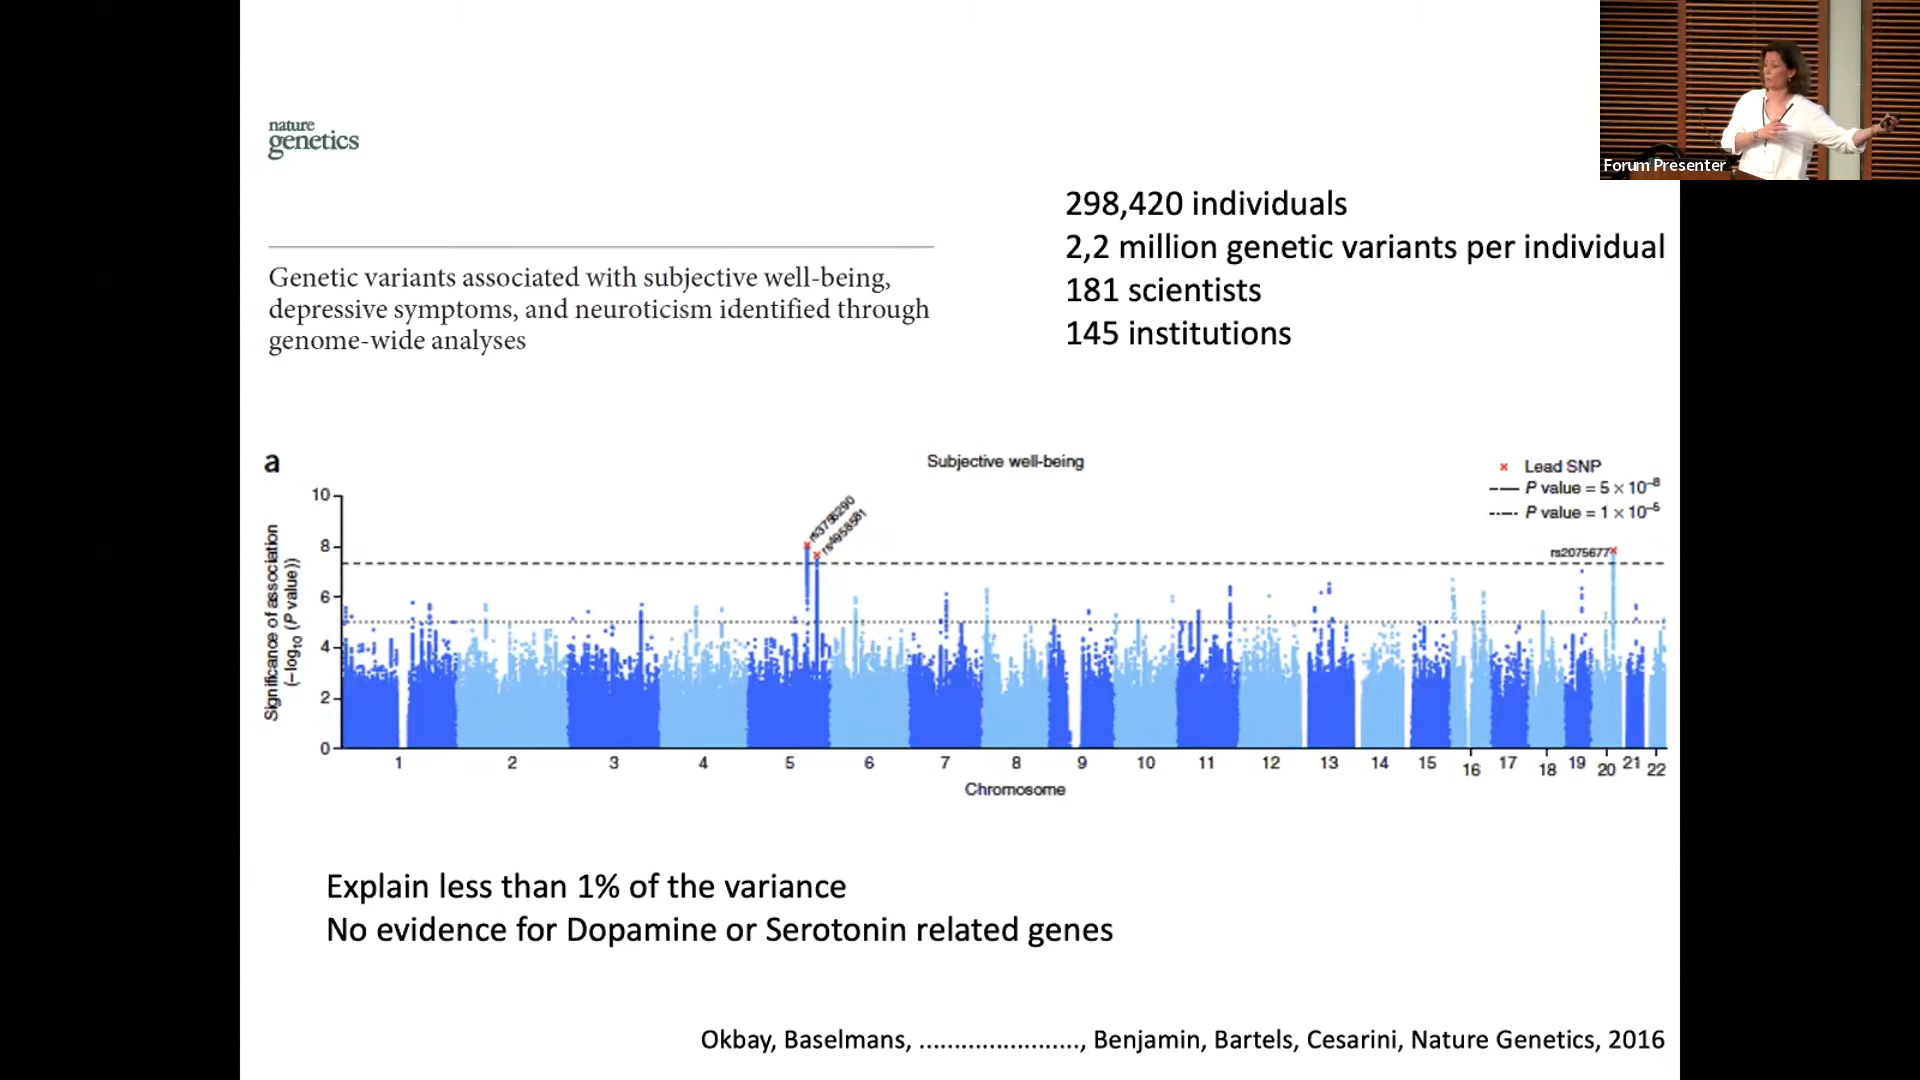 Forum Presenter
nature
genetics
298,420 individuals
2,2 million genetic variants per individual
181 scientists
145 institutions
Genetic variants associated with subjective well-being,
depressive symptoms, and neuroticism identified through
genome-wide analyses
a
Subjective well-being
× Lead SNP
P value = 5 × 10⁻⁸
P value = 1 × 10⁻⁵
Significance of association
(−log₁₀ (P value))
10
8
6
4
2
0
rs3756290
rs4958581
rs2075677
1 2 3 4 5 6 7 8 9 10 11 12 13 14 15 16 17 18 19 20 21 22
Chromosome
Explain less than 1% of the variance
No evidence for Dopamine or Serotonin related genes
Okbay, Baselmans, ......................., Benjamin, Bartels, Cesarini, Nature Genetics, 2016